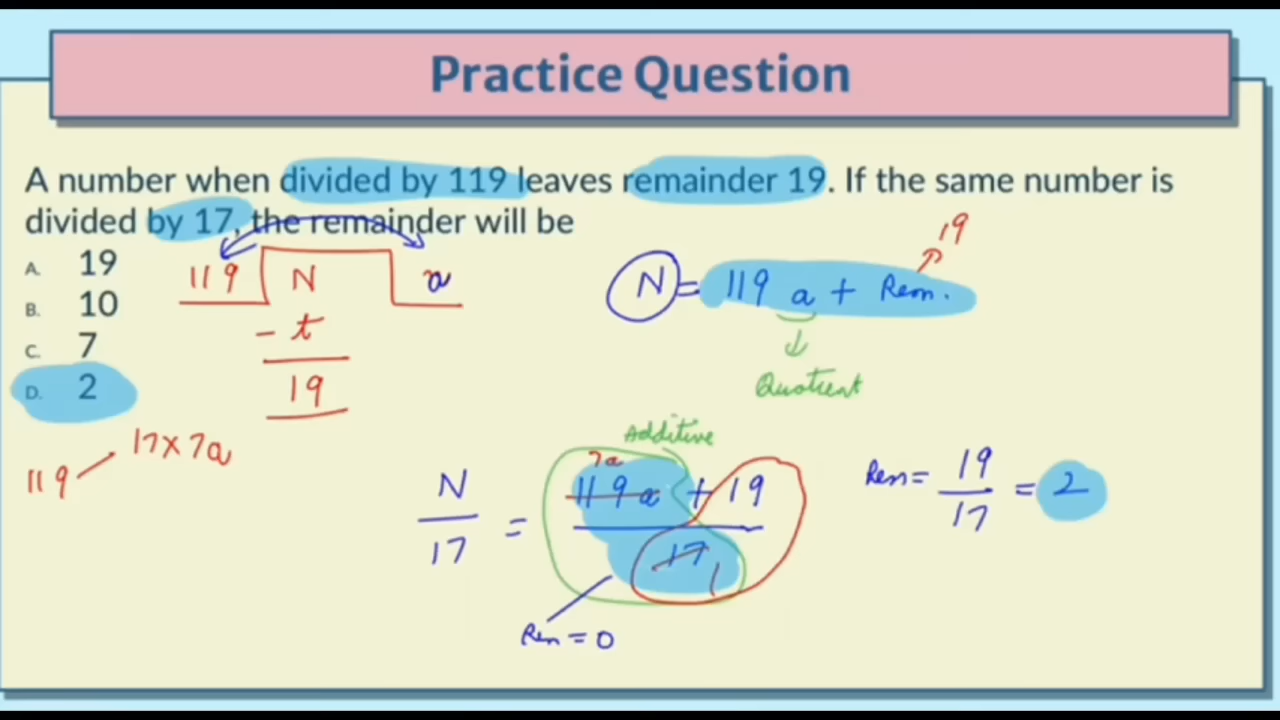 Practice Question
A number when divided by 119 leaves remainder 19. If the same number is
divided by 17, the remainder will be
A. 19
B. 10
C. 7
D. 2
119 N a
- t
19
19
N = 119 a + Rem.
Quotient
119 17×7a
Additive
N/17 = 119a + 19 / 17
7a
1
Rem = 0
Rem = 19/17 = 2